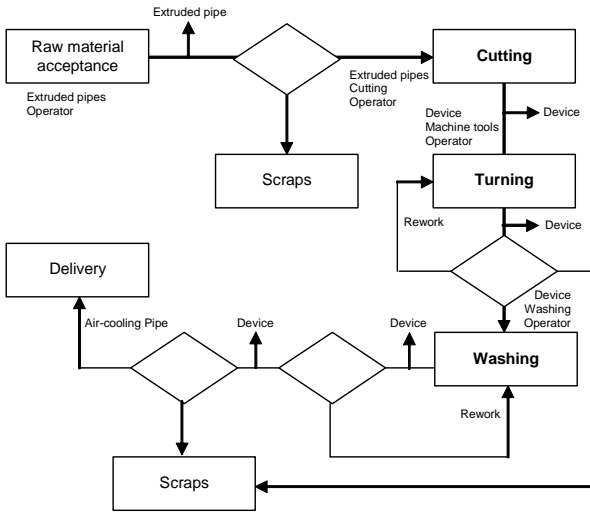 Extruded pipe
Raw material
acceptance
Extruded pipes
Operator
Extruded pipes
Cutting
Operator
Cutting
Device
Machine tools
Operator
Device
Scraps
Turning
Rework
Device
Delivery
Device
Washing
Operator
Air-cooling Pipe
Device
Device
Washing
Rework
Scraps